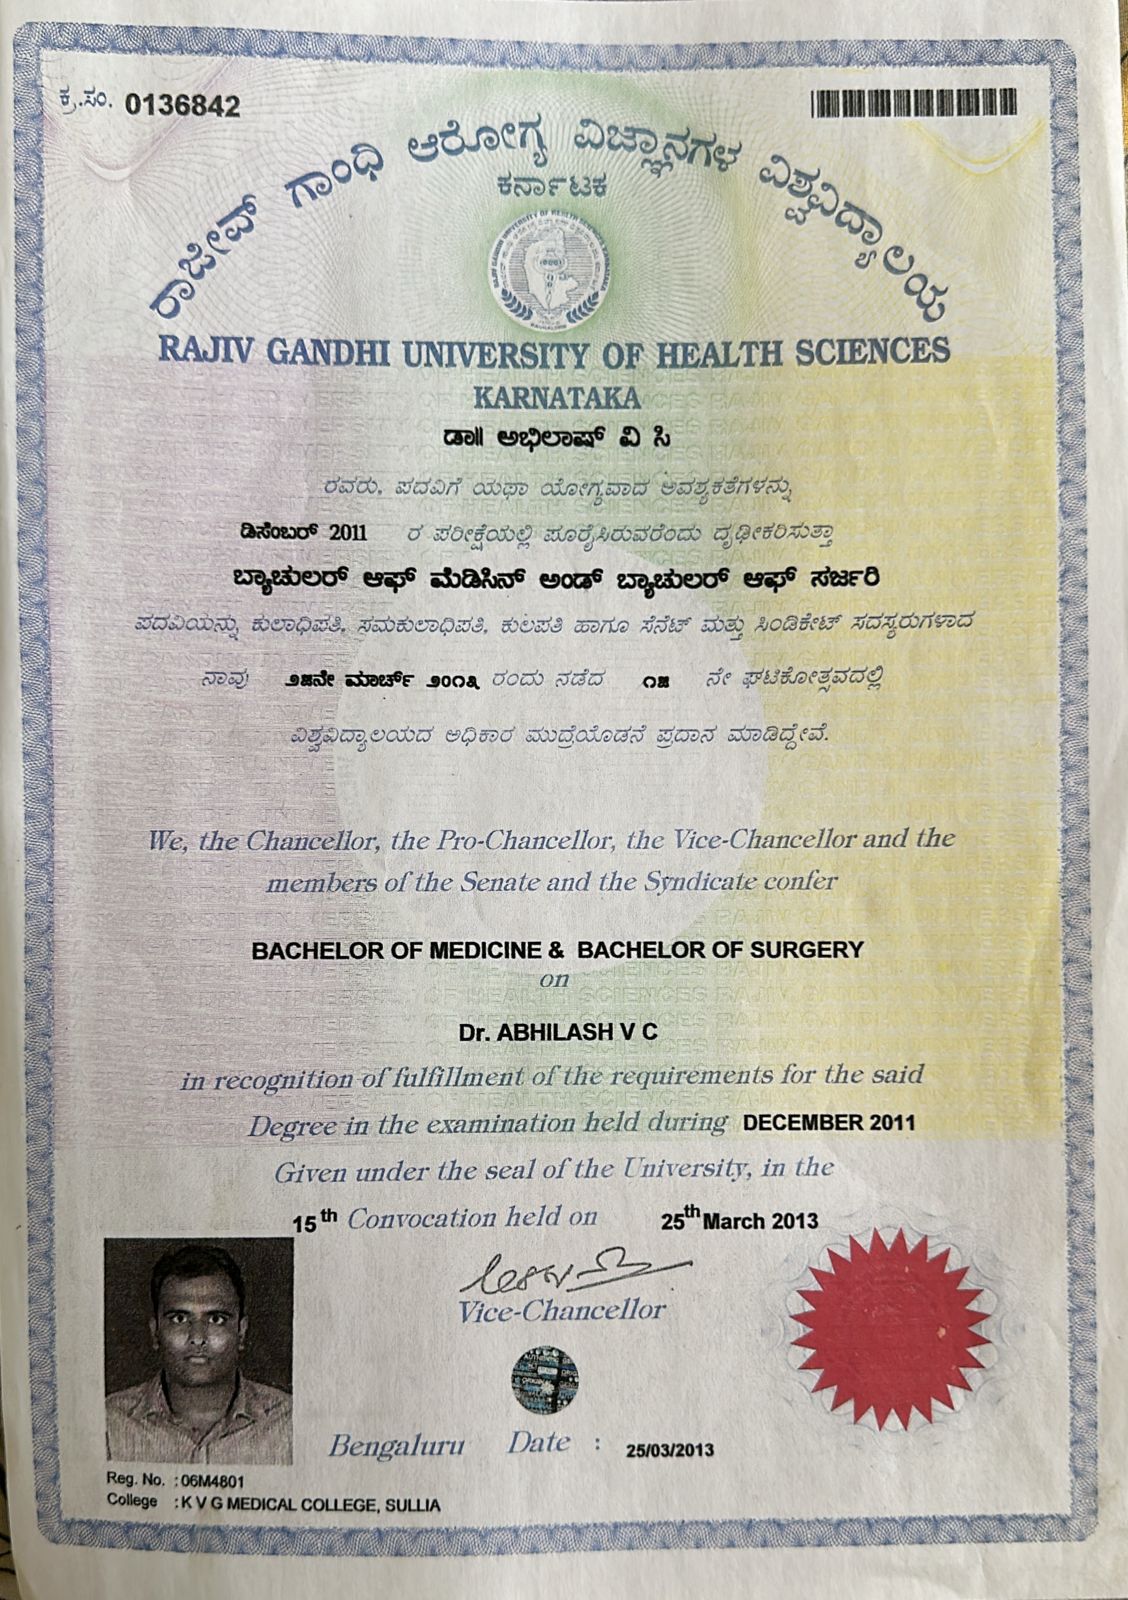 ಕ್ರ.ಸಂ. 0136842
ರಾಜೀವ್ ಗಾಂಧಿ ಆರೋಗ್ಯ ವಿಜ್ಞಾನಗಳ ವಿಶ್ವವಿದ್ಯಾಲಯ
ಕರ್ನಾಟಕ
RAJIV GANDHI UNIVERSITY OF HEALTH SCIENCES
KARNATAKA
ಡಾ|| ಅಭಿಲಾಷ್ ವಿ ಸಿ
ರವರು, ಪದವಿಗೆ ಯಥಾ ಯೋಗ್ಯವಾದ ಅವಶ್ಯಕತೆಗಳನ್ನು
ಡಿಸೆಂಬರ್ 2011 ರ ಪರೀಕ್ಷೆಯಲ್ಲಿ ಪೂರೈಸಿರುವರೆಂದು ದೃಢೀಕರಿಸುತ್ತಾ
ಬ್ಯಾಚುಲರ್ ಆಫ್ ಮೆಡಿಸಿನ್ ಅಂಡ್ ಬ್ಯಾಚುಲರ್ ಆಫ್ ಸರ್ಜರಿ
ಪದವಿಯನ್ನು ಕುಲಾಧಿಪತಿ, ಸಮಕುಲಾಧಿಪತಿ, ಕುಲಪತಿ ಹಾಗೂ ಸೆನೆಟ್ ಮತ್ತು ಸಿಂಡಿಕೇಟ್ ಸದಸ್ಯರುಗಳಾದ
ನಾವು ೨೫ನೇ ಮಾರ್ಚ್ ೨೦೧೩ ರಂದು ನಡೆದ ೧೫ ನೇ ಘಟಿಕೋತ್ಸವದಲ್ಲಿ
ವಿಶ್ವವಿದ್ಯಾಲಯದ ಅಧಿಕಾರ ಮುದ್ರೆಯೊಡನೆ ಪ್ರದಾನ ಮಾಡಿದ್ದೇವೆ.
We, the Chancellor, the Pro-Chancellor, the Vice-Chancellor and the
members of the Senate and the Syndicate confer
BACHELOR OF MEDICINE & BACHELOR OF SURGERY
on
Dr. ABHILASH V C
in recognition of fulfillment of the requirements for the said
Degree in the examination held during DECEMBER 2011
Given under the seal of the University, in the
15th Convocation held on 25th March 2013
Vice-Chancellor
Bengaluru Date : 25/03/2013
Reg. No. : 06M4801
College : K V G MEDICAL COLLEGE, SULLIA